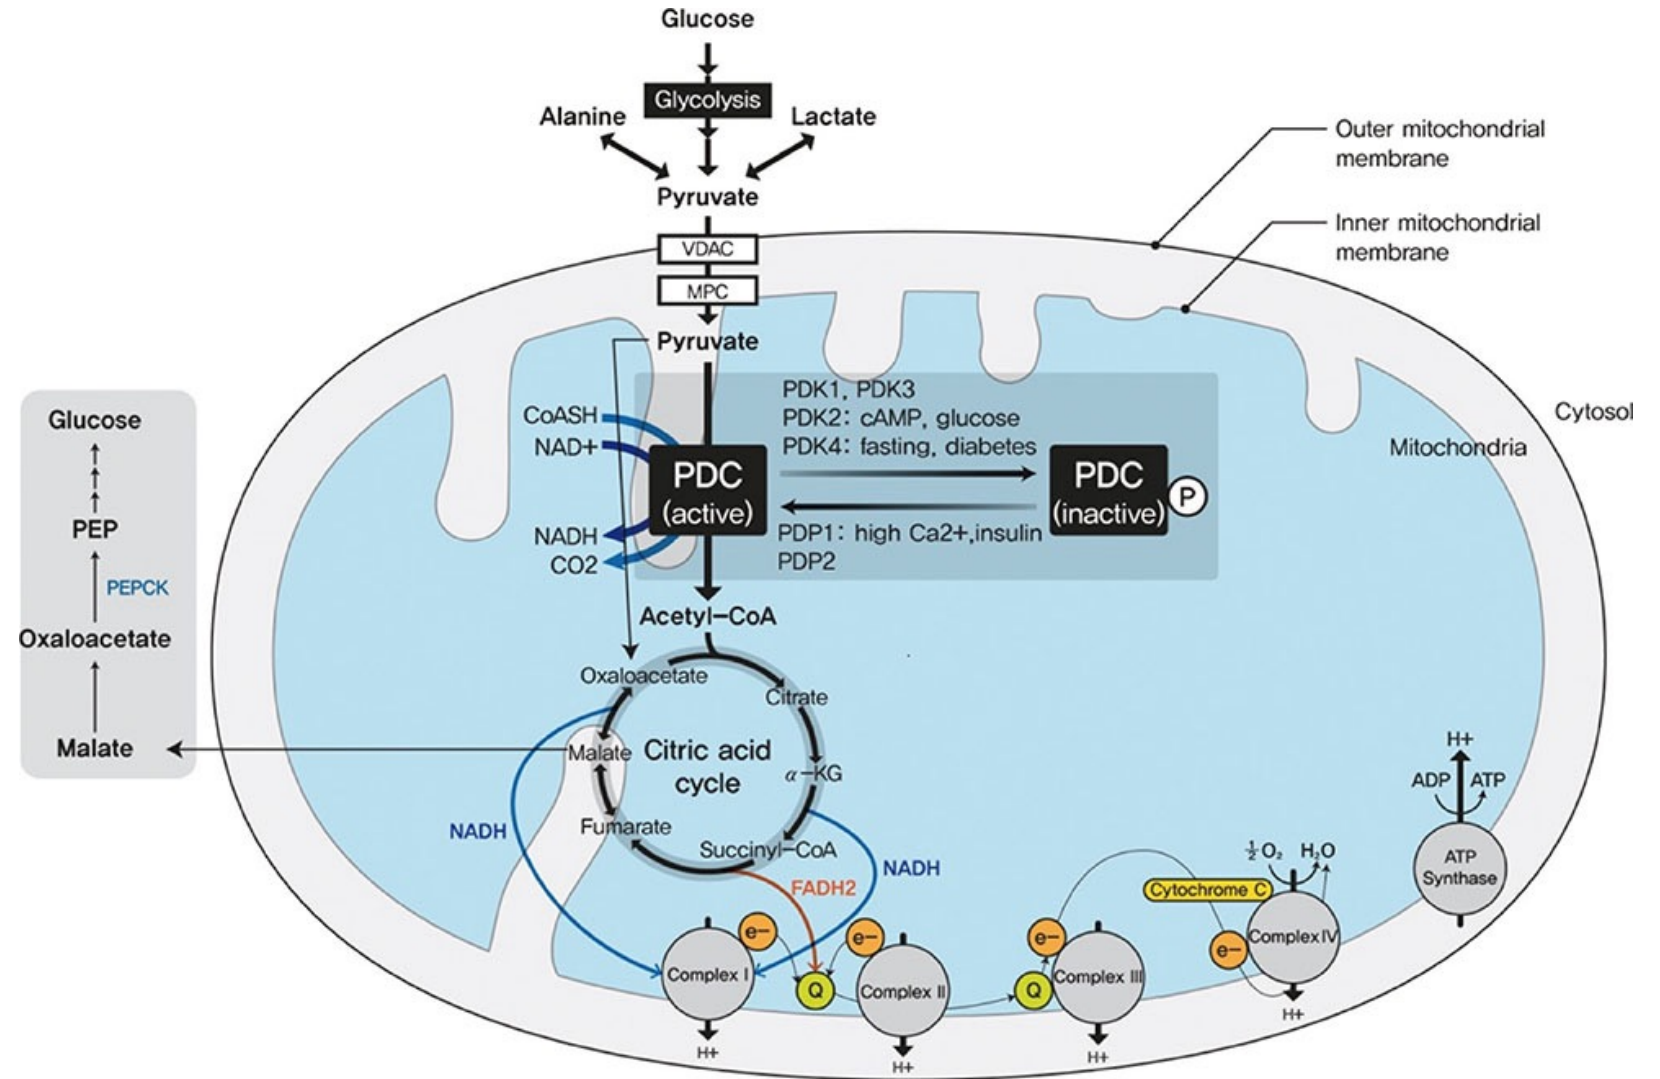 Glucose
Glycolysis
Alanine
Lactate
Pyruvate
VDAC
MPC
Pyruvate
Outer mitochondrial
membrane
Inner mitochondrial
membrane
Cytosol
Mitochondria
CoASH
NAD+
NADH
CO2
PDC
(active)
PDK1, PDK3
PDK2: cAMP, glucose
PDK4: fasting, diabetes
PDP1: high Ca2+,insulin
PDP2
PDC
(inactive)
P
Glucose
PEP
PEPCK
Oxaloacetate
Malate
Acetyl-CoA
Oxaloacetate
Citrate
Malate
Citric acid
cycle
α-KG
Fumarate
Succinyl-CoA
NADH
NADH
FADH2
e-
Complex I
H+
Q
e-
Complex II
H+
Q
e-
Complex III
H+
Cytochrome C
e-
½ O₂
H₂O
Complex IV
H+
H+
ADP
ATP
ATP
Synthase